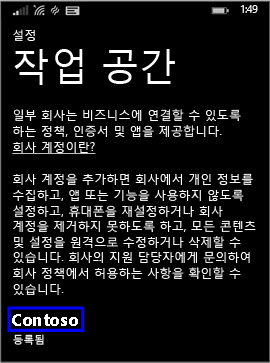 1:49
설정
작업 공간
일부 회사는 비즈니스에 연결할 수 있도록
하는 정책, 인증서 및 앱을 제공합니다.
회사 계정이란?
회사 계정을 추가하면 회사에서 개인 정보를
수집하고, 앱 또는 기능을 사용하지 않도록
설정하고, 휴대폰을 재설정하거나 회사
계정을 제거하지 못하도록 하고, 모든 콘텐츠
및 설정을 원격으로 수정하거나 삭제할 수
있습니다. 회사의 지원 담당자에게 문의하여
회사 정책에서 허용하는 사항을 확인할 수
있습니다.
Contoso
등록됨